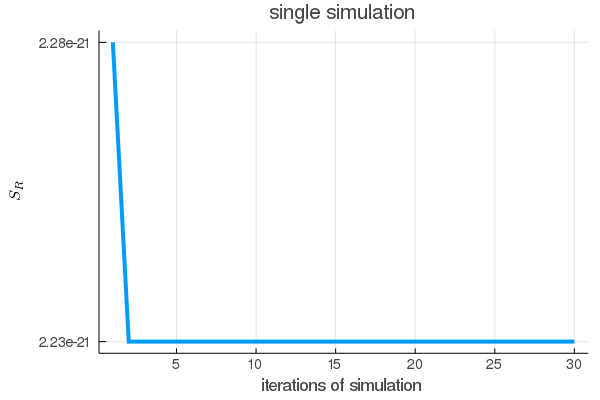 single simulation
2.28e-21
S_R
2.23e-21
5 10 15 20 25 30
iterations of simulation